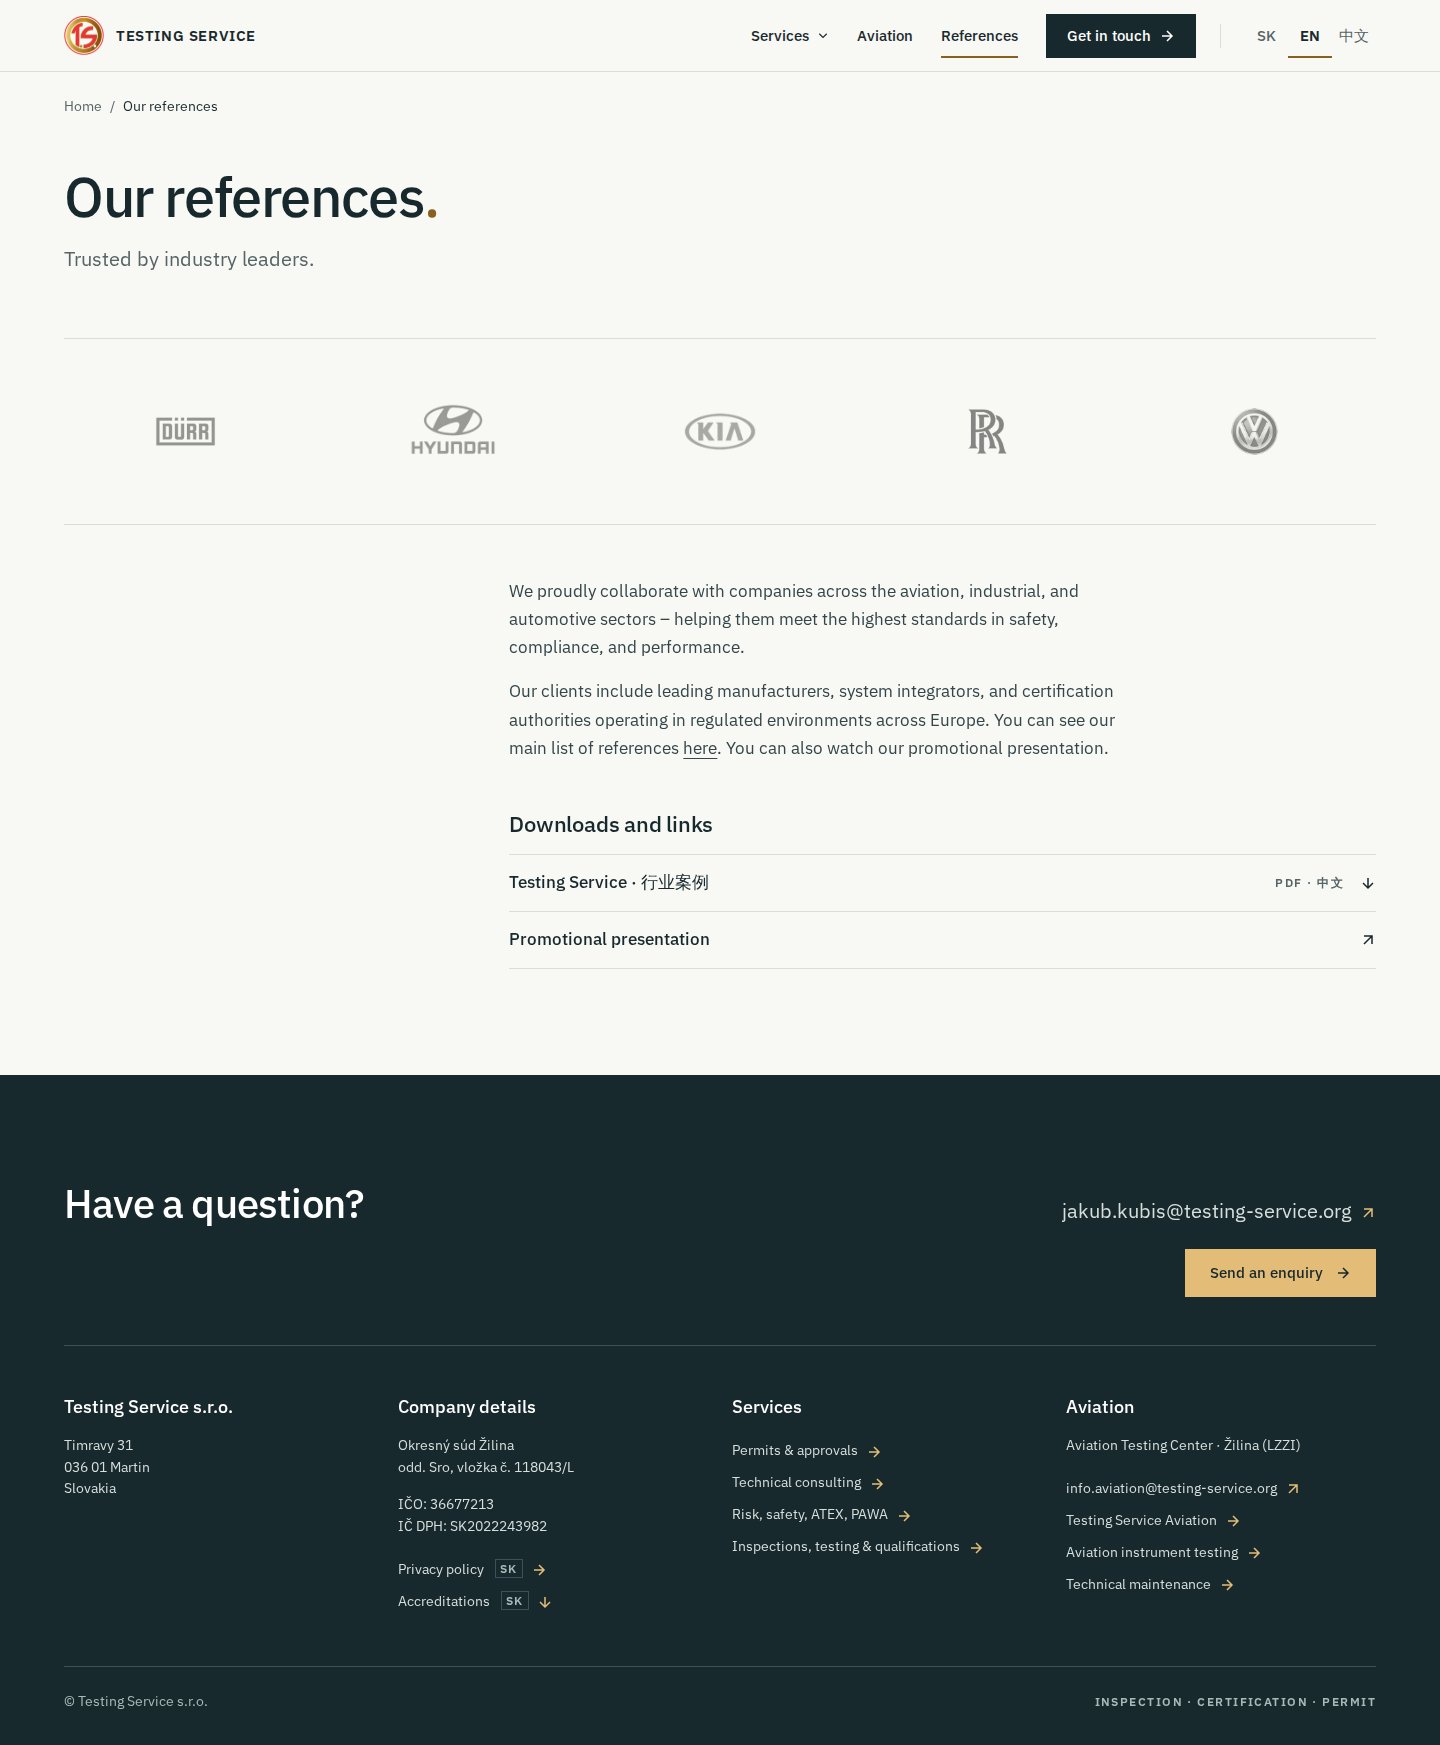 TESTING SERVICE
Services
Aviation
References
Get in touch
SK
EN
中文
Home / Our references
Our references.
Trusted by industry leaders.
DÜRR
HYUNDAI
KIA
RR
VW
We proudly collaborate with companies across the aviation, industrial, and
automotive sectors – helping them meet the highest standards in safety,
compliance, and performance.
Our clients include leading manufacturers, system integrators, and certification
authorities operating in regulated environments across Europe. You can see our
main list of references here. You can also watch our promotional presentation.
Downloads and links
Testing Service · 行业案例
PDF · 中文
Promotional presentation
Have a question?
jakub.kubis@testing-service.org
Send an enquiry
Testing Service s.r.o.
Timravy 31
036 01 Martin
Slovakia
Company details
Okresný súd Žilina
odd. Sro, vložka č. 118043/L
IČO: 36677213
IČ DPH: SK2022243982
Privacy policy SK
Accreditations SK
Services
Permits & approvals
Technical consulting
Risk, safety, ATEX, PAWA
Inspections, testing & qualifications
Aviation
Aviation Testing Center · Žilina (LZZI)
info.aviation@testing-service.org
Testing Service Aviation
Aviation instrument testing
Technical maintenance
© Testing Service s.r.o.
INSPECTION · CERTIFICATION · PERMIT